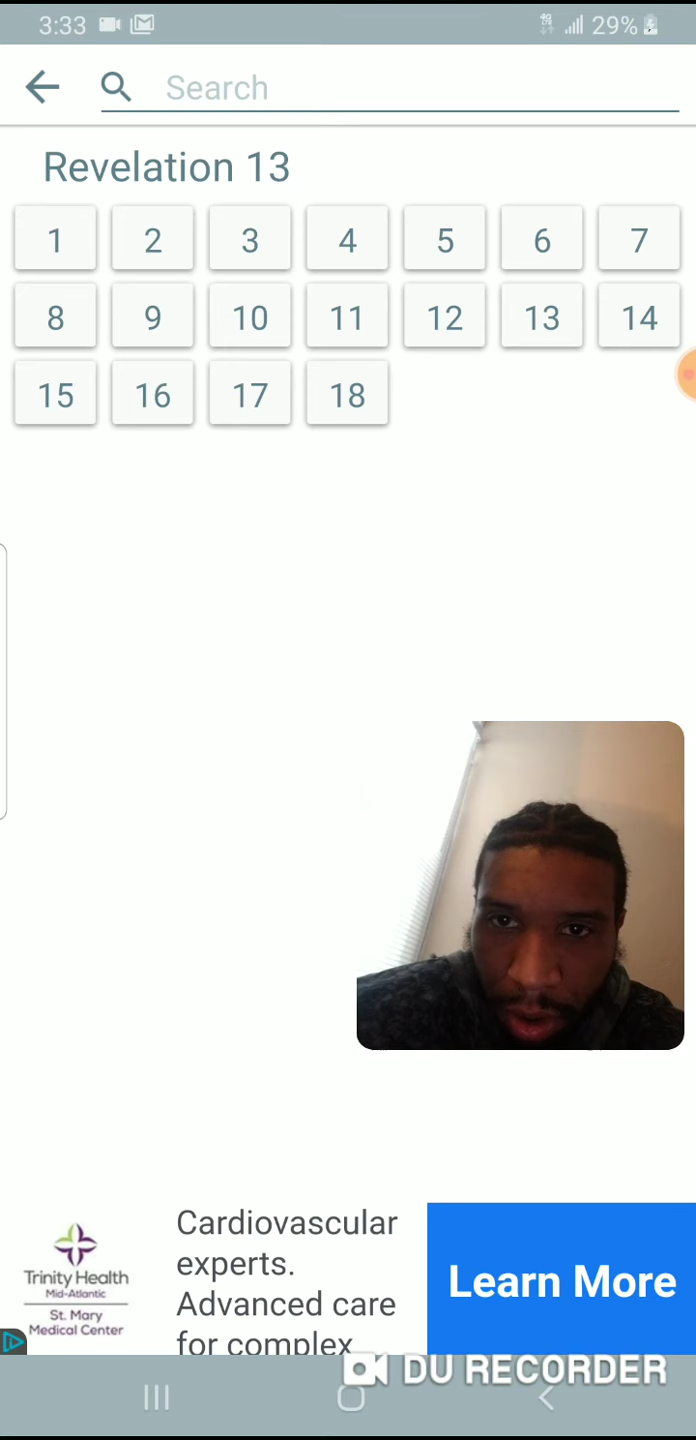 3:33 29%
Search
Revelation 13
1 2 3 4 5 6 7
8 9 10 11 12 13 14
15 16 17 18
Cardiovascular
experts.
Advanced care
for complex
Trinity Health
Mid-Atlantic
St. Mary
Medical Center
Learn More
DU RECORDER